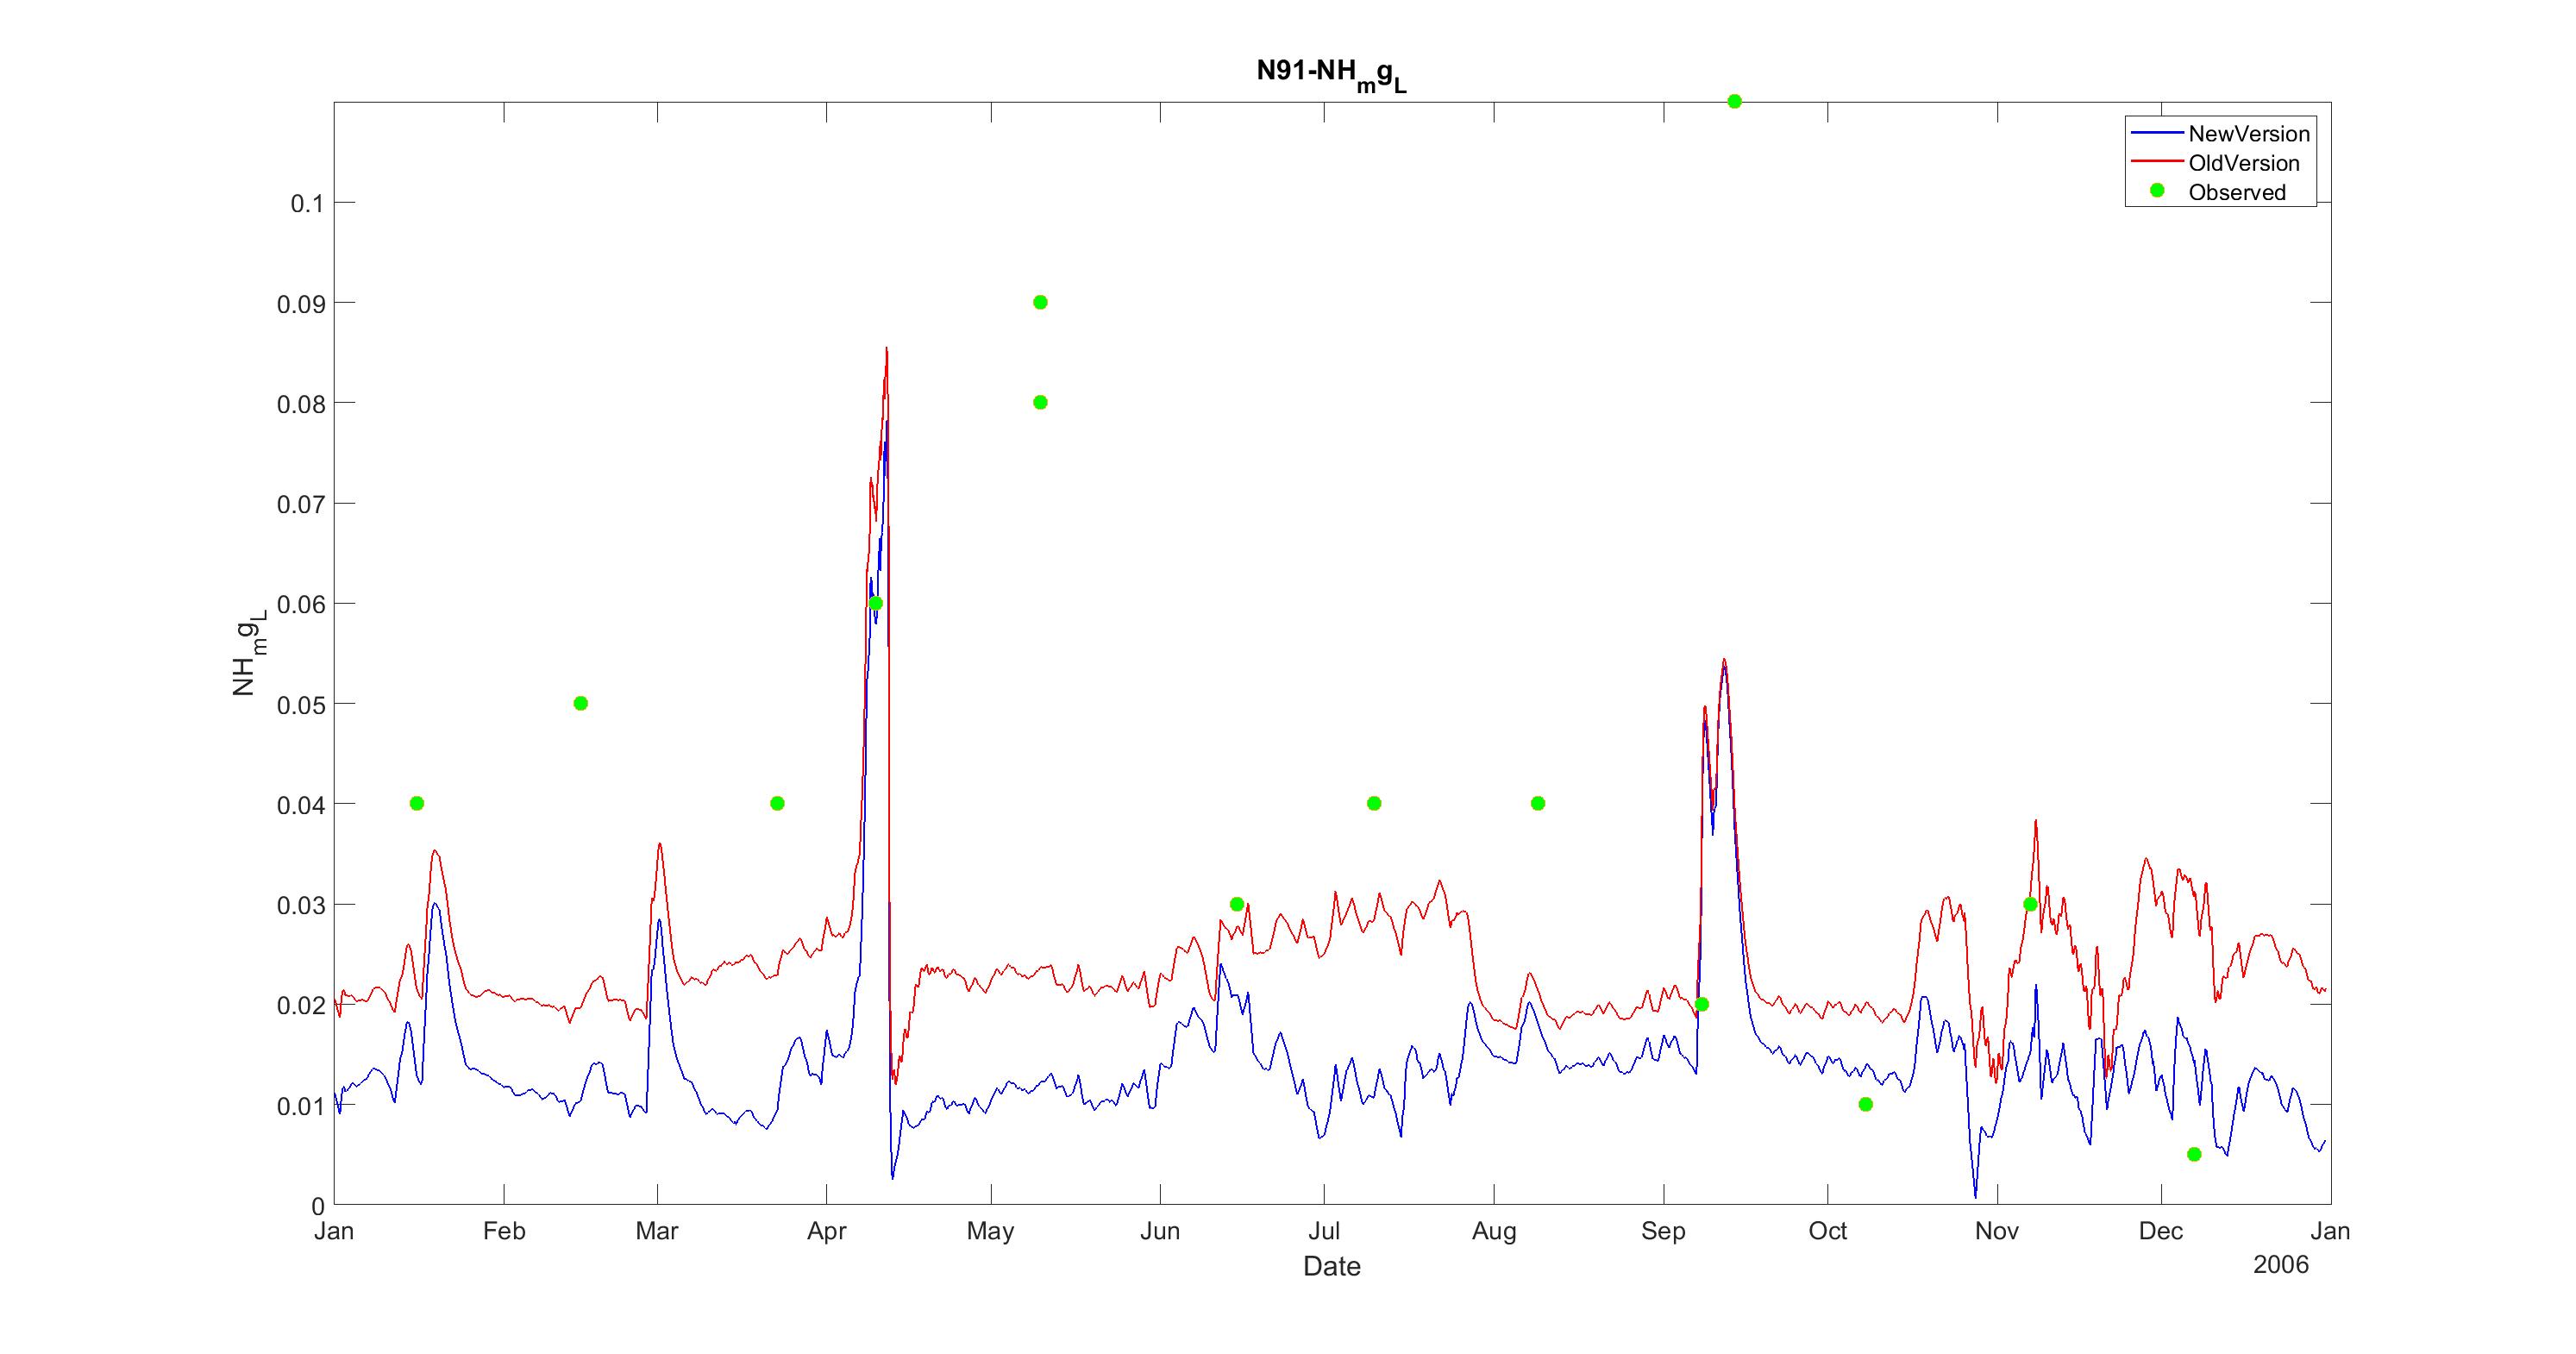 N91-NHmgL
NewVersion
OldVersion
Observed
0.1
0.09
0.08
0.07
0.06
0.05
0.04
0.03
0.02
0.01
0
NHmgL
Jan Feb Mar Apr May Jun Jul Aug Sep Oct Nov Dec Jan
Date
2006